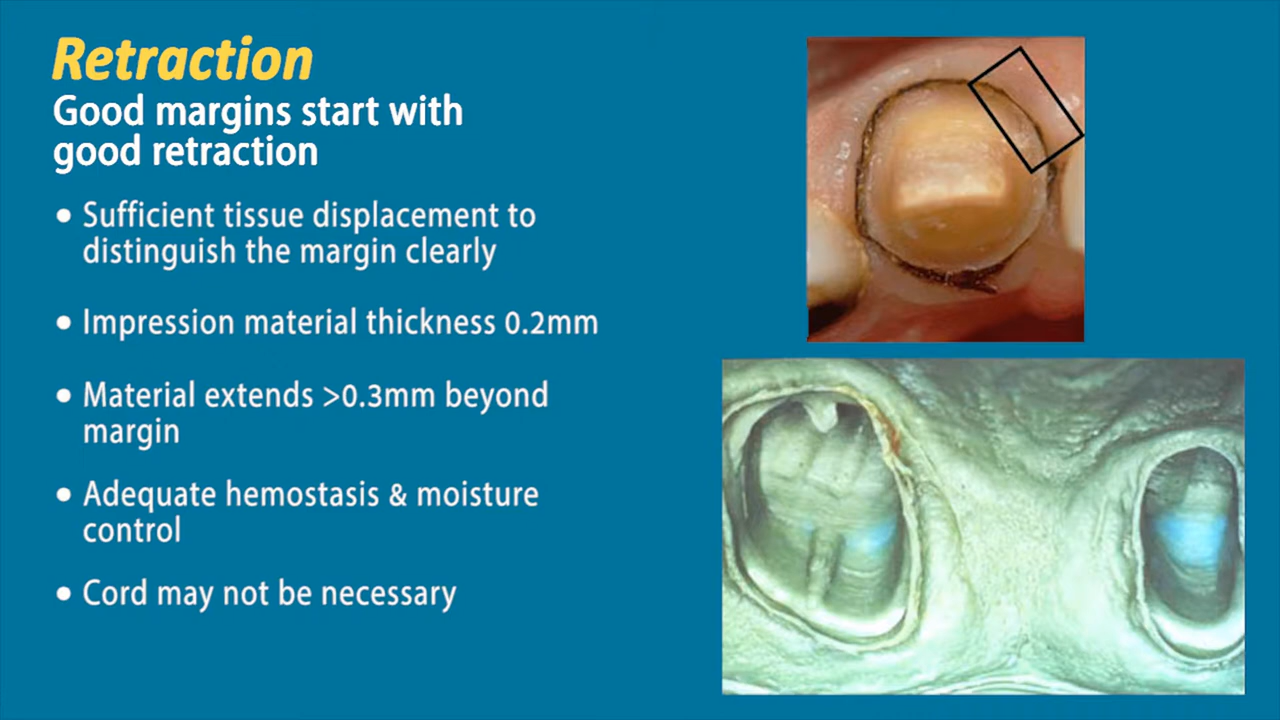 Retraction
Good margins start with
good retraction
• Sufficient tissue displacement to
distinguish the margin clearly
• Impression material thickness 0.2mm
• Material extends >0.3mm beyond
margin
• Adequate hemostasis & moisture
control
• Cord may not be necessary